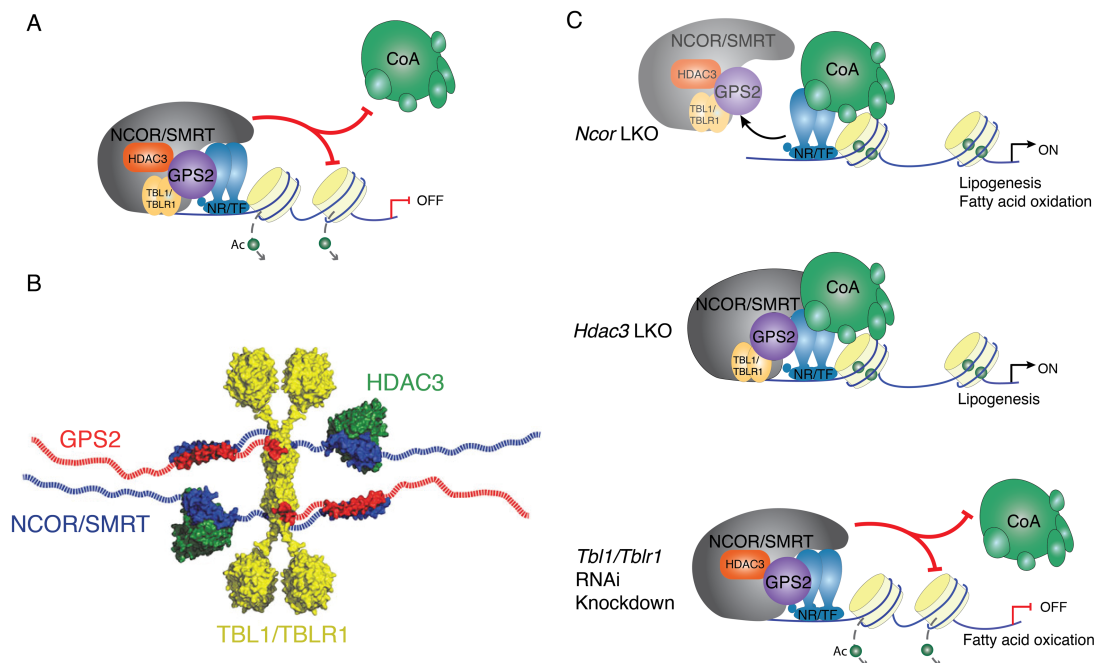 A
CoA
NCOR/SMRT
HDAC3
GPS2
TBL1/
TBLR1
NR/TF
OFF
Ac
B
HDAC3
GPS2
NCOR/SMRT
TBL1/TBLR1
C
NCOR/SMRT
CoA
HDAC3
GPS2
TBL1/
TBLR1
Ncor LKO
NR/TF
ON
Lipogenesis
Fatty acid oxidation
CoA
NCOR/SMRT
Hdac3 LKO
GPS2
TBL1/
TBLR1
NR/TF
ON
Lipogenesis
CoA
NCOR/SMRT
Tbl1/Tblr1
RNAi
Knockdown
HDAC3
GPS2
NR/TF
OFF
Fatty acid oxication
Ac